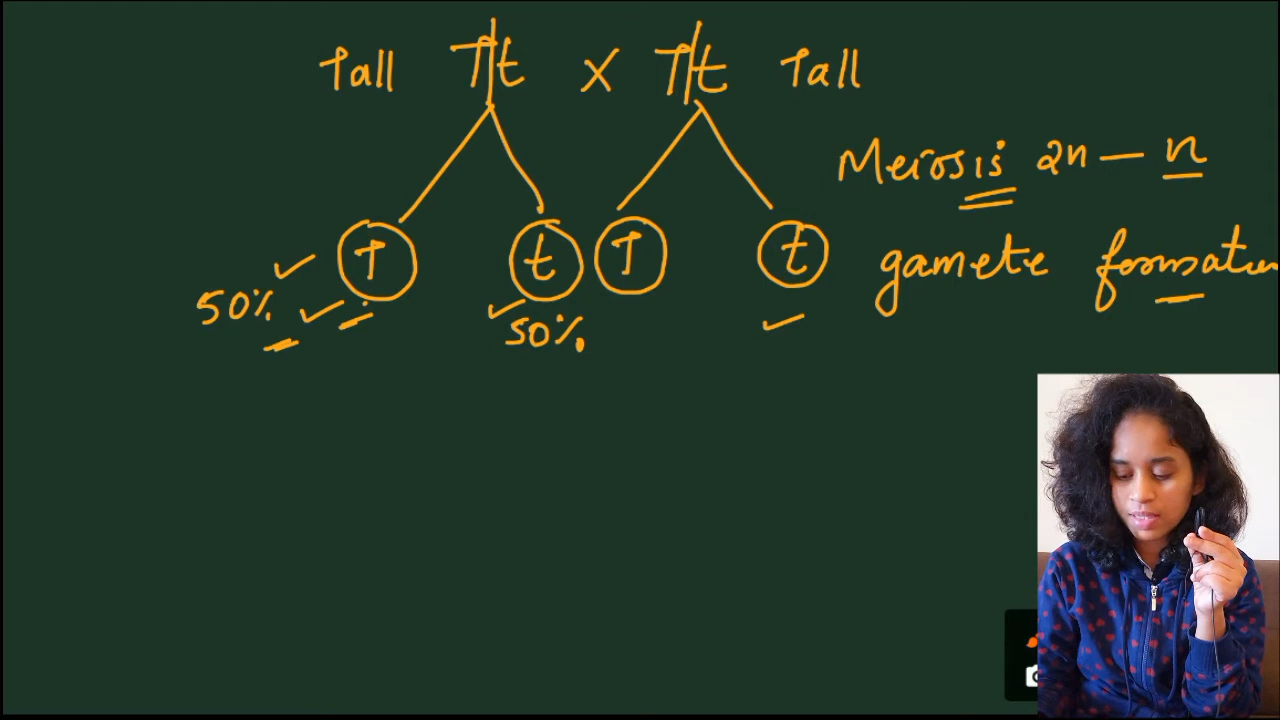 Tall Tt X Tt Tall
Meiosis 2n — n
T t T t
gamete formation
50%
50%